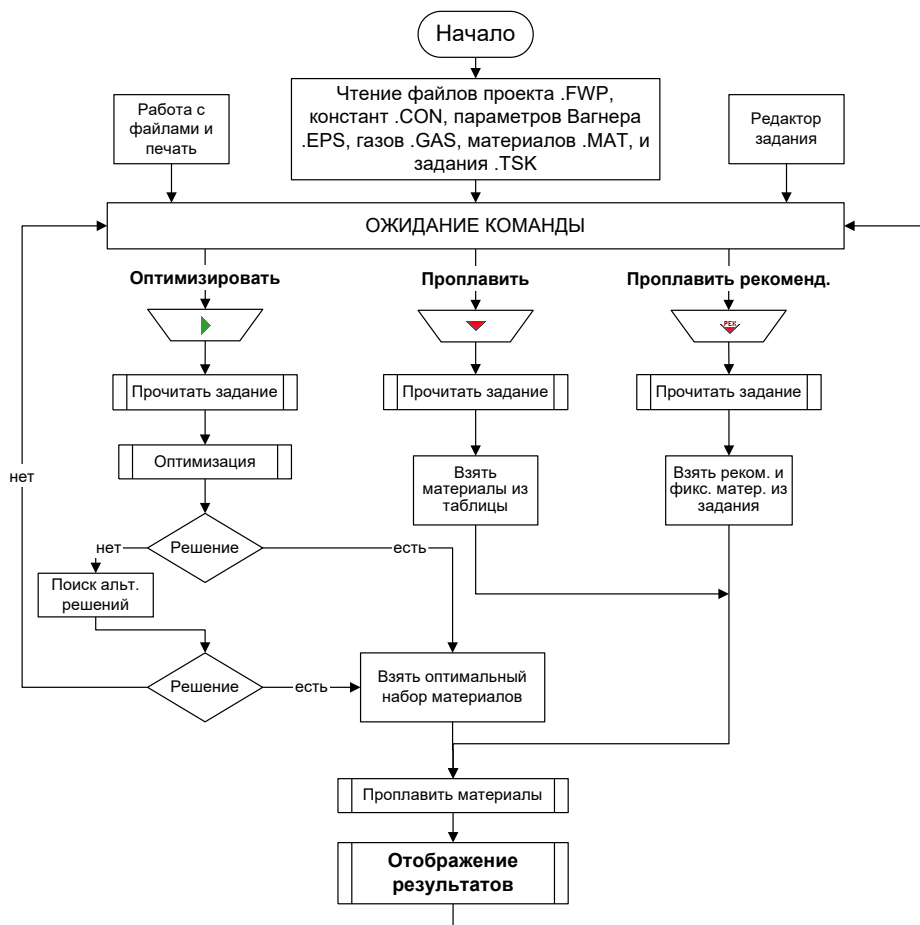 Начало
Чтение файлов проекта .FWP,
констант .CON, параметров Вагнера
.EPS, газов .GAS, материалов .MAT, и
задания .TSK
Работа с
файлами и
печать
Редактор
задания
ОЖИДАНИЕ КОМАНДЫ
Оптимизировать
Проплавить
Проплавить рекоменд.
РЕК
Прочитать задание
Прочитать задание
Прочитать задание
Оптимизация
Взять
материалы из
таблицы
Взять реком. и
фикс. матер. из
задания
нет
нет
Решение
есть
Поиск альт.
решений
Решение
есть
Взять оптимальный
набор материалов
Проплавить материалы
Отображение
результатов